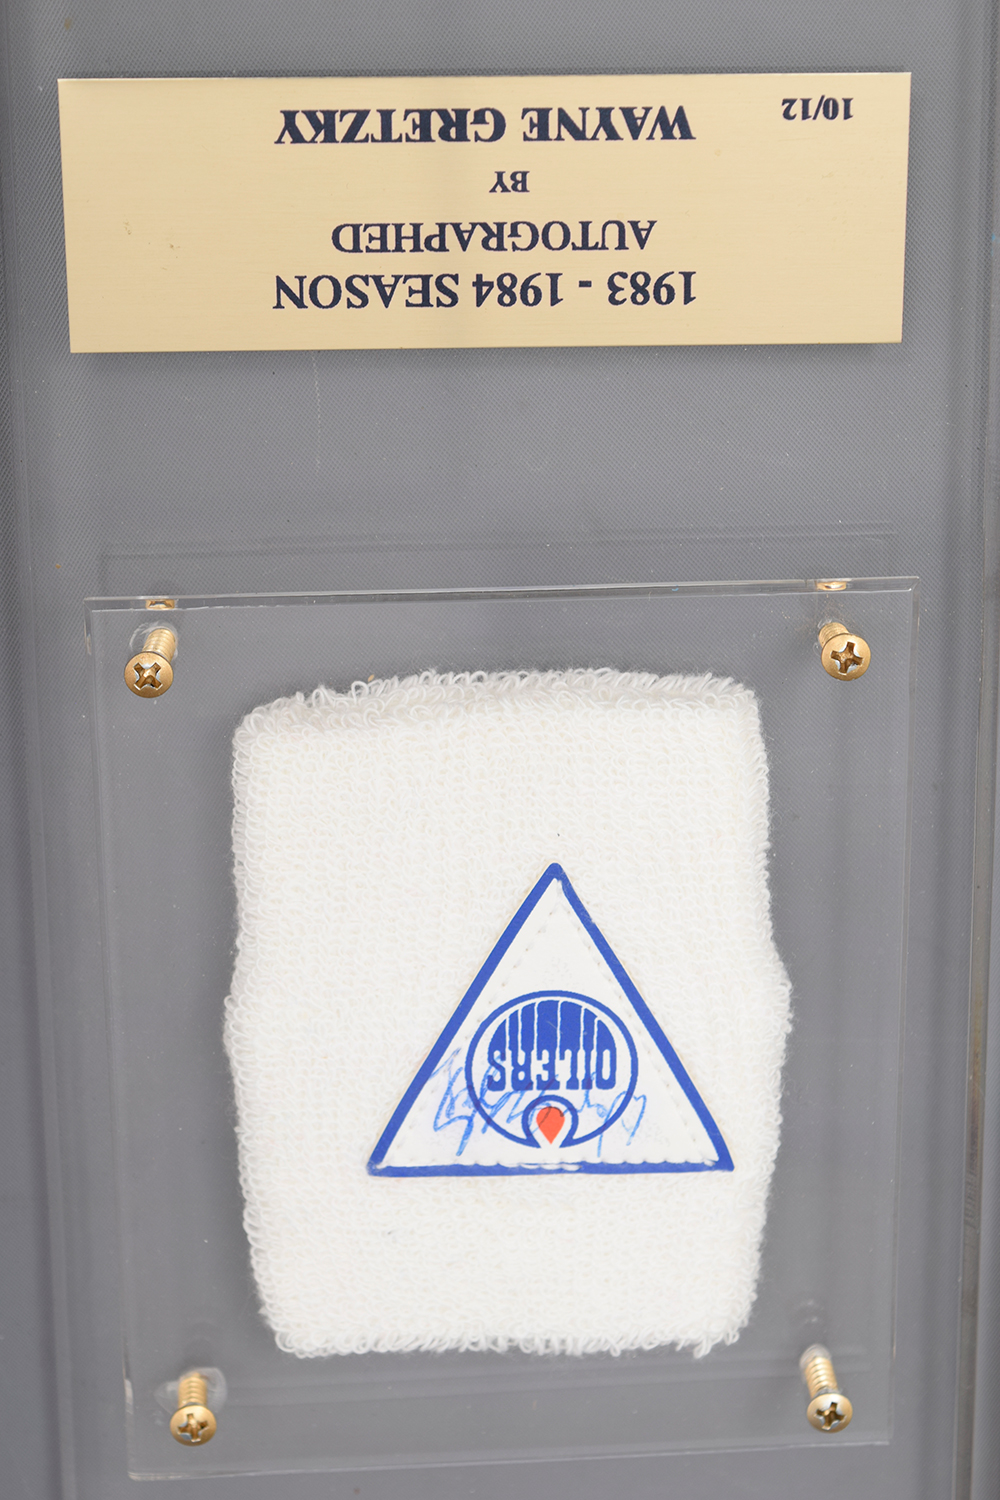 1983 - 1984 SEASON
AUTOGRAPHED
BY
WAYNE GRETZKY
10/12
OILERS